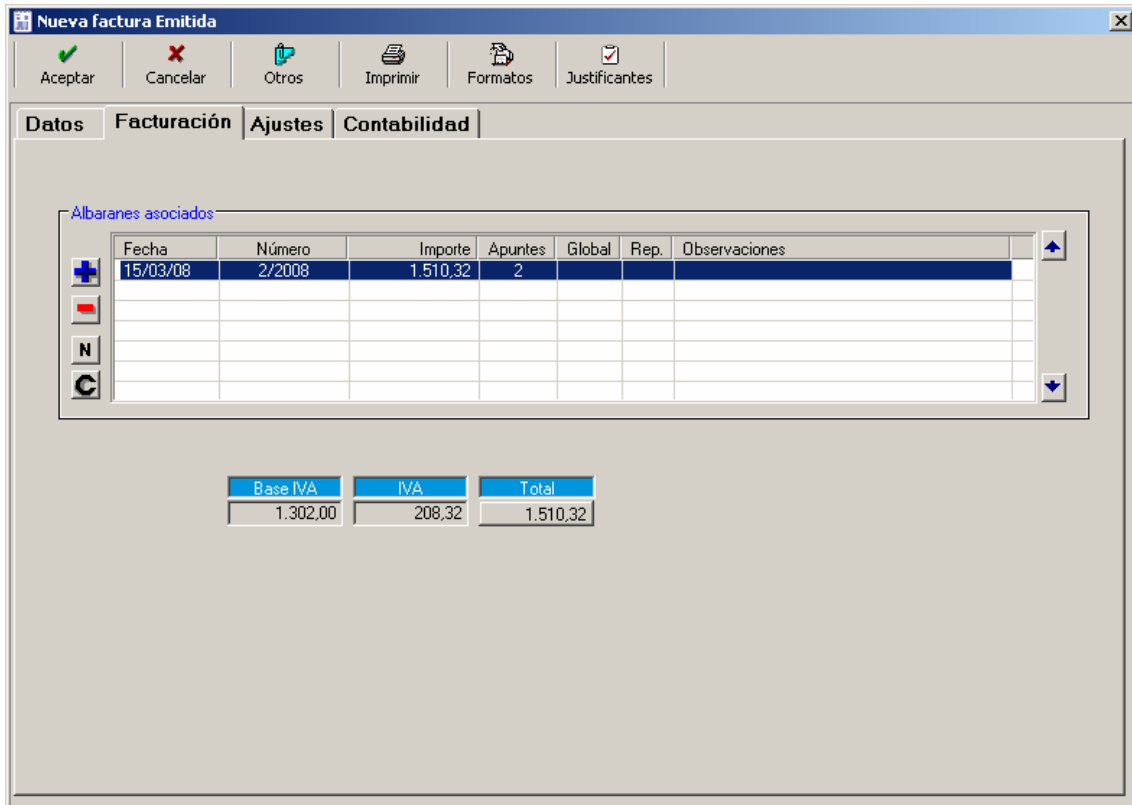 Nueva factura Emitida
Aceptar Cancelar Otros Imprimir Formatos Justificantes
Datos Facturación Ajustes Contabilidad
Albaranes asociados
Fecha Número Importe Apuntes Global Rep. Observaciones
15/03/08 2/2008 1.510,32 2
N
C
Base IVA IVA Total
1.302,00 208,32 1.510,32